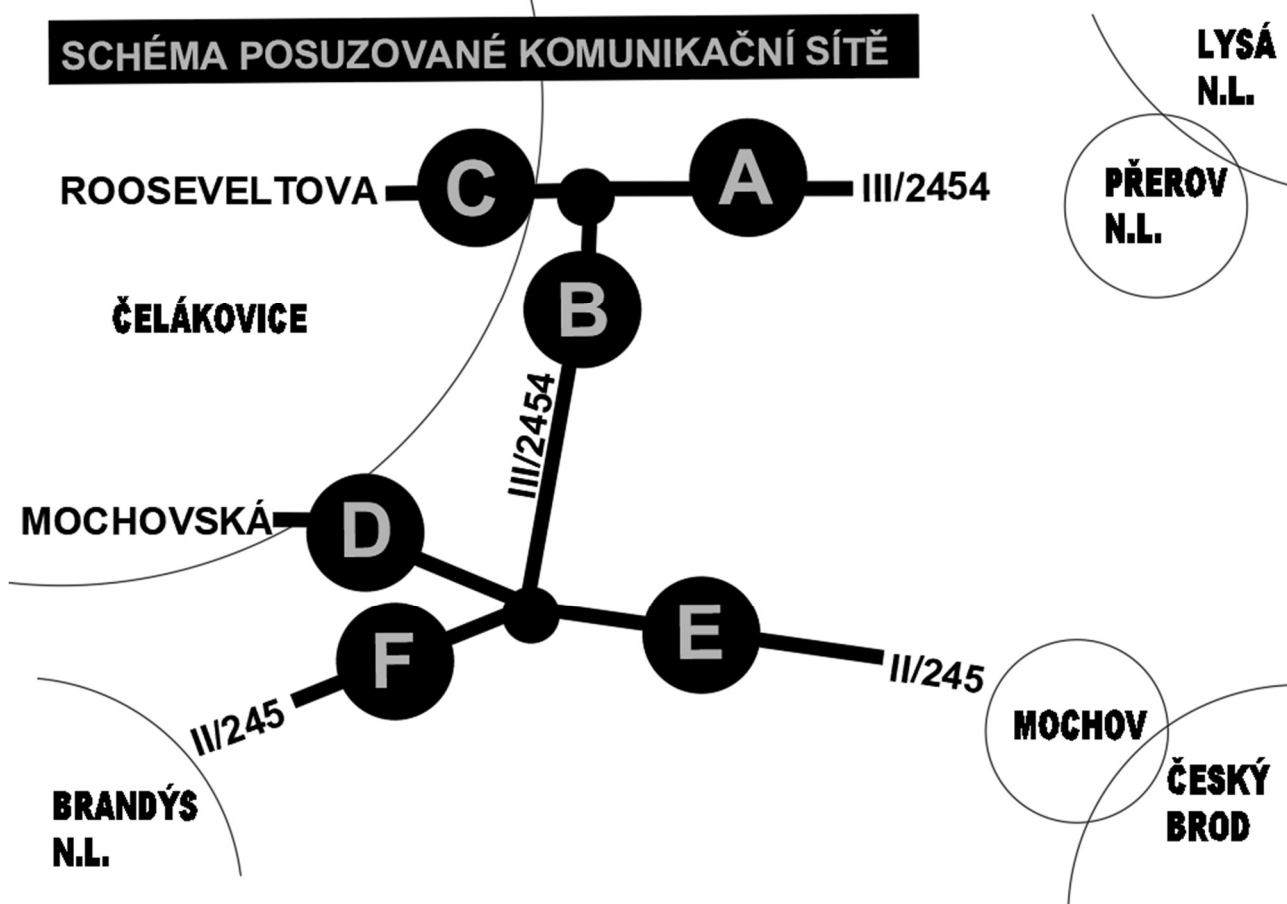 SCHÉMA POSUZOVANÉ KOMUNIKAČNÍ SÍTĚ
LYSÁ
N.L.
ROOSEVELTOVA
C
A
III/2454
PŘEROV
N.L.
B
ČELÁKOVICE
III/2454
MOCHOVSKÁ
D
F
E
II/245
II/245
MOCHOV
BRANDÝS
N.L.
ČESKÝ
BROD